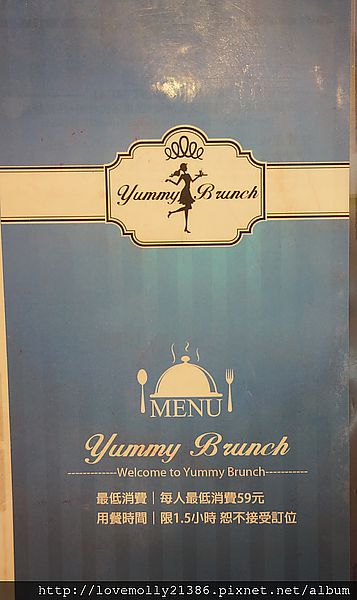 Yummy Brunch
MENU
Yummy Brunch
------------Welcome to Yummy Brunch-----------
最低消費｜每人最低消費59元
用餐時間｜限1.5小時 恕不接受訂位
http://lovemolly21386.pixnet.net/album